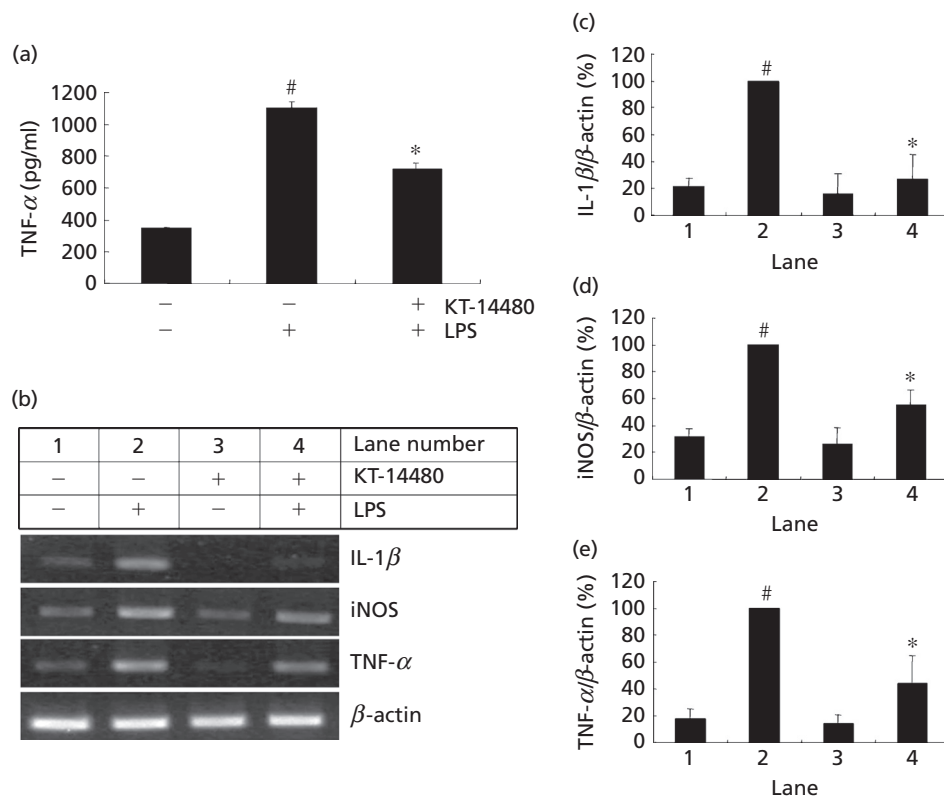 (a)
TNF-α (pg/ml)
1200
1000
800
600
400
200
0
#
*
− − + KT-14480
− + + LPS
(b)
1 2 3 4 Lane number
− − + + KT-14480
− + − + LPS
IL-1β
iNOS
TNF-α
β-actin
(c)
IL-1β/β-actin (%)
120
100
80
60
40
20
0
#
*
1 2 3 4
Lane
(d)
iNOS/β-actin (%)
120
100
80
60
40
20
0
#
*
1 2 3 4
Lane
(e)
TNF-α/β-actin (%)
120
100
80
60
40
20
0
#
*
1 2 3 4
Lane